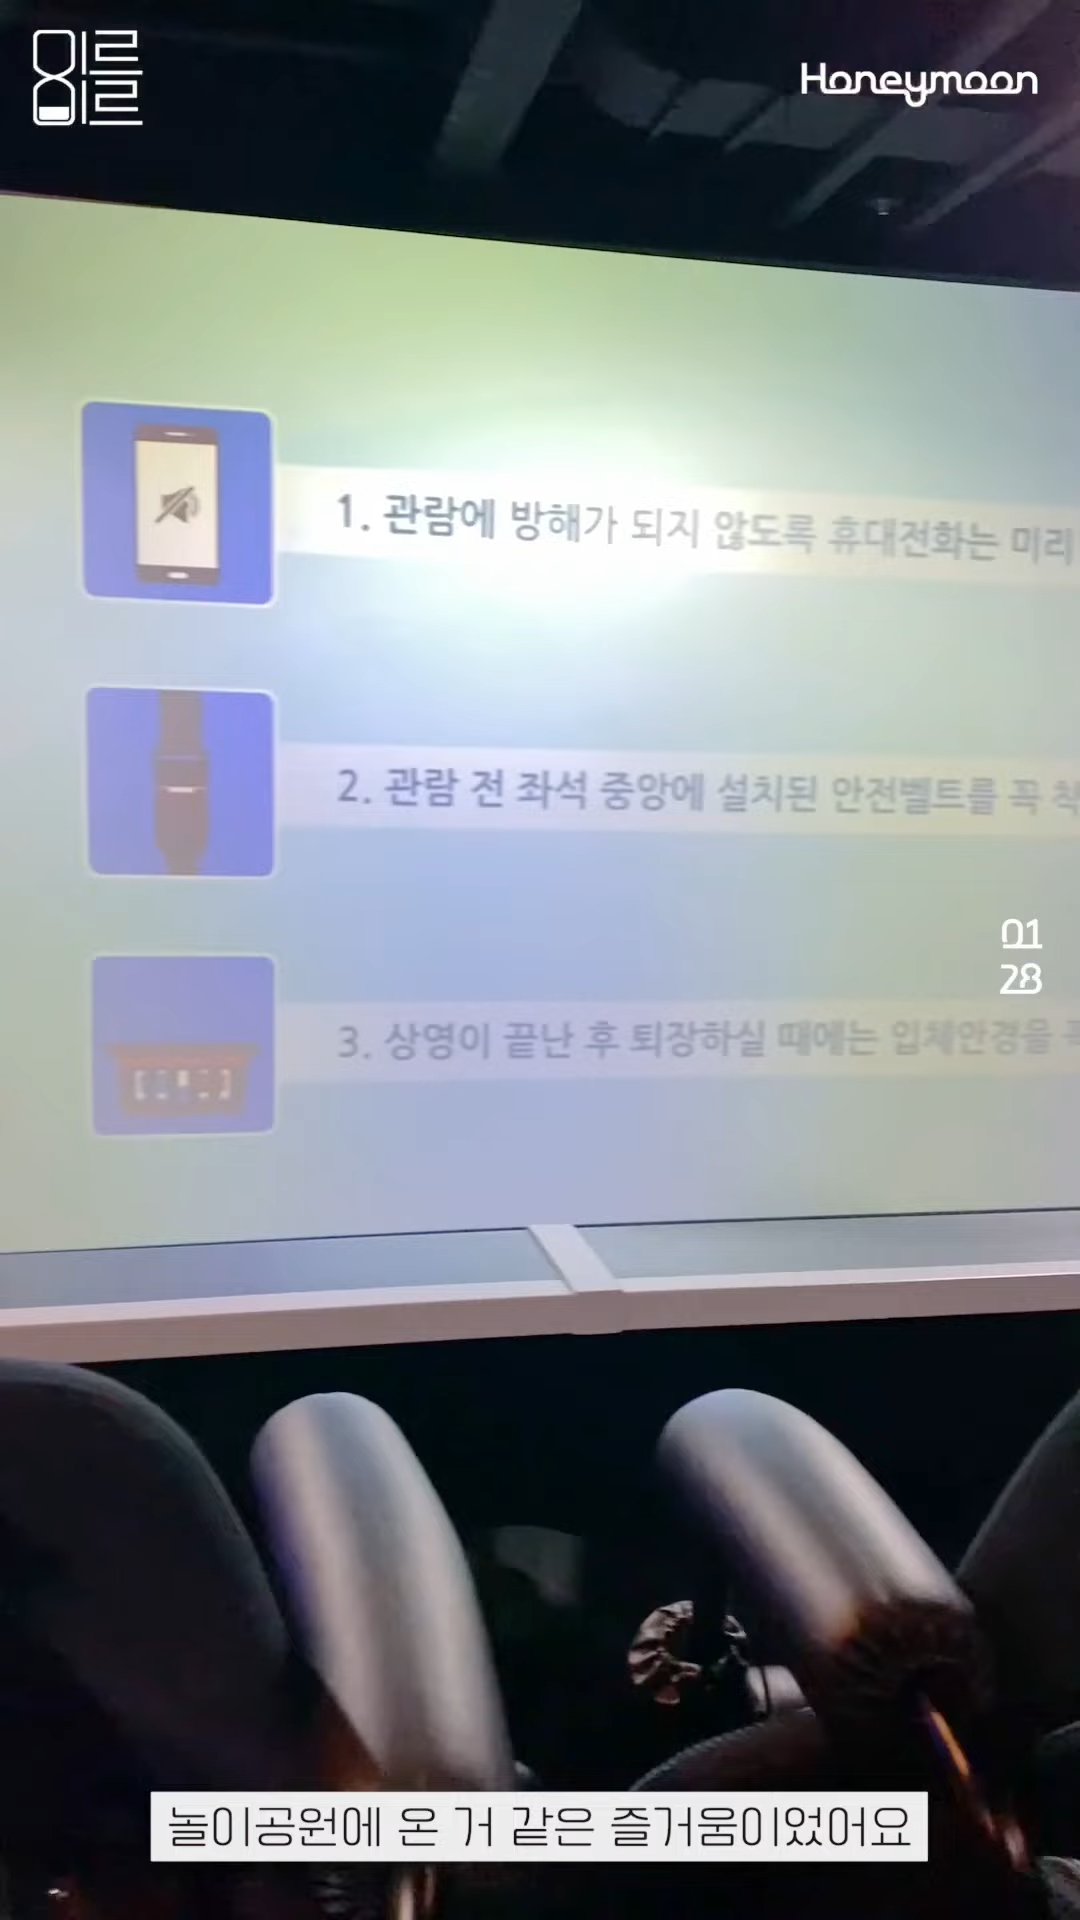 이르
이를
Honeymoon
1. 관람에 방해가 되지 않도록 휴대전화는 미리
2. 관람 전 좌석 중앙에 설치된 안전벨트를 꼭
01
28
3. 상영이 끝난 후 퇴장하실 때에는 입체안경을
놀이공원에 온 거 같은 즐거움이었어요